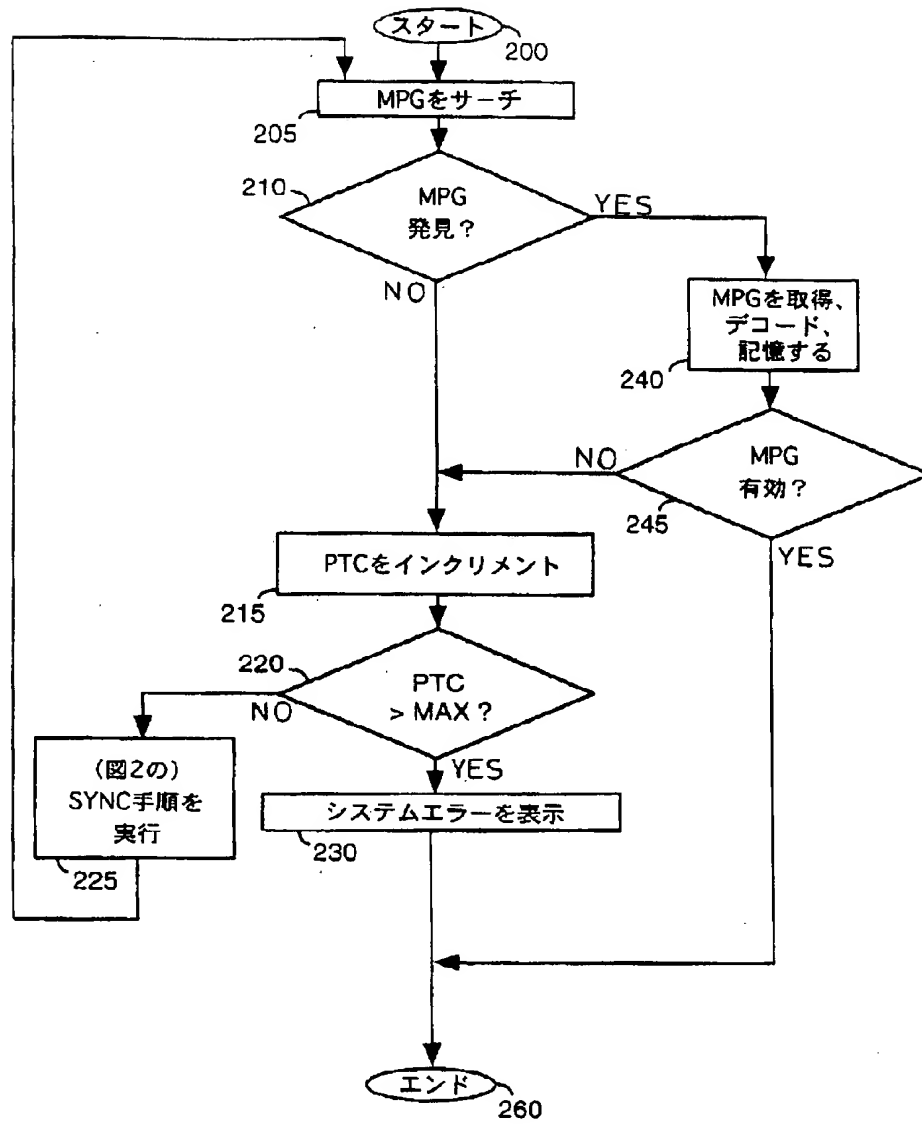 スタート
200
MPGをサーチ
205
210
MPG
発見?
YES
NO
MPGを取得、
デコード、
記憶する
240
MPG
有効?
NO
245
YES
PTCをインクリメント
215
220
PTC
> MAX?
NO
YES
(図2の)
SYNC手順を
実行
225
システムエラーを表示
230
エンド
260